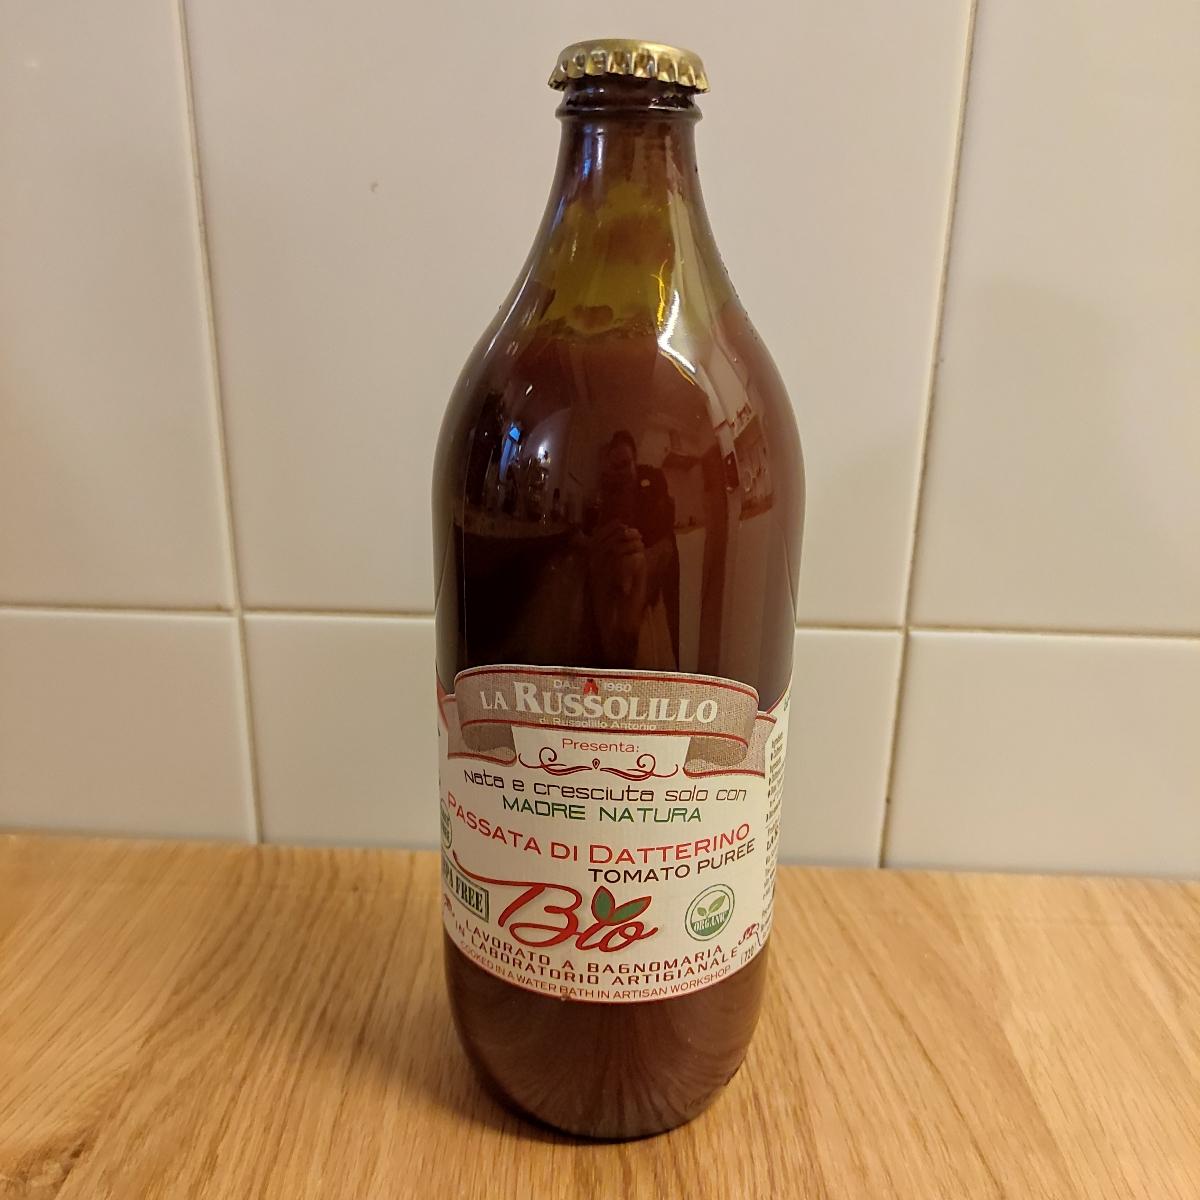 DAL 1960
LA RUSSOLILLO
di Russolillo Antonio
Presenta:
Nata e cresciuta solo con
MADRE NATURA
PASSATA DI DATTERINO
TOMATO PUREE
FREE
Bio
ORGANIC
LAVORATO A BAGNOMARIA
IN LABORATORIO ARTIGIANALE
COOKED IN A WATER BATH IN ARTISAN WORKSHOP